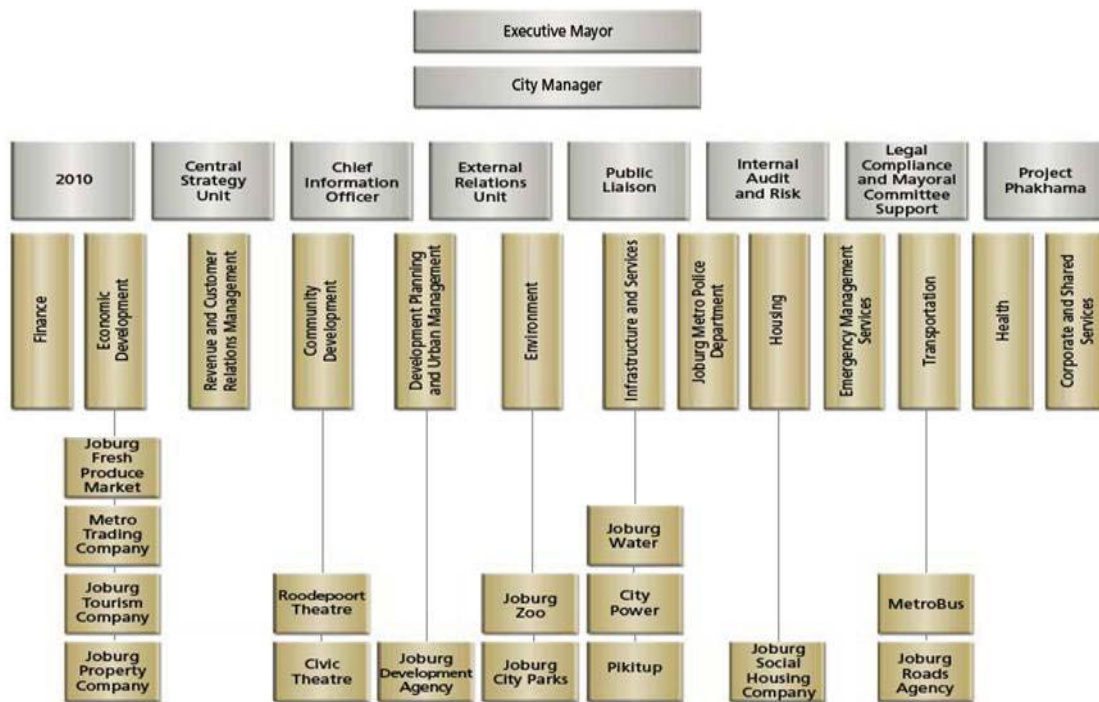 Executive Mayor
City Manager
2010
Central
Strategy
Unit
Chief
Information
Officer
External
Relations
Unit
Public
Liaison
Internal
Audit
and Risk
Legal
Compliance
and Mayoral
Committee
Support
Project
Phakhama
Finance
Economic
Development
Revenue and Customer
Relations Management
Community
Development
Development Planning
and Urban Management
Environment
Infrastructure and Services
Joburg Metro Police
Department
Housing
Emergency Management
Services
Transportation
Health
Corporate and Shared
Services
Joburg
Fresh
Produce
Market
Metro
Trading
Company
Joburg
Tourism
Company
Joburg
Property
Company
Roodepoort
Theatre
Civic
Theatre
Joburg
Development
Agency
Joburg
Zoo
Joburg
City Parks
Joburg
Water
City
Power
Pikitup
Joburg
Social
Housing
Company
MetroBus
Joburg
Roads
Agency